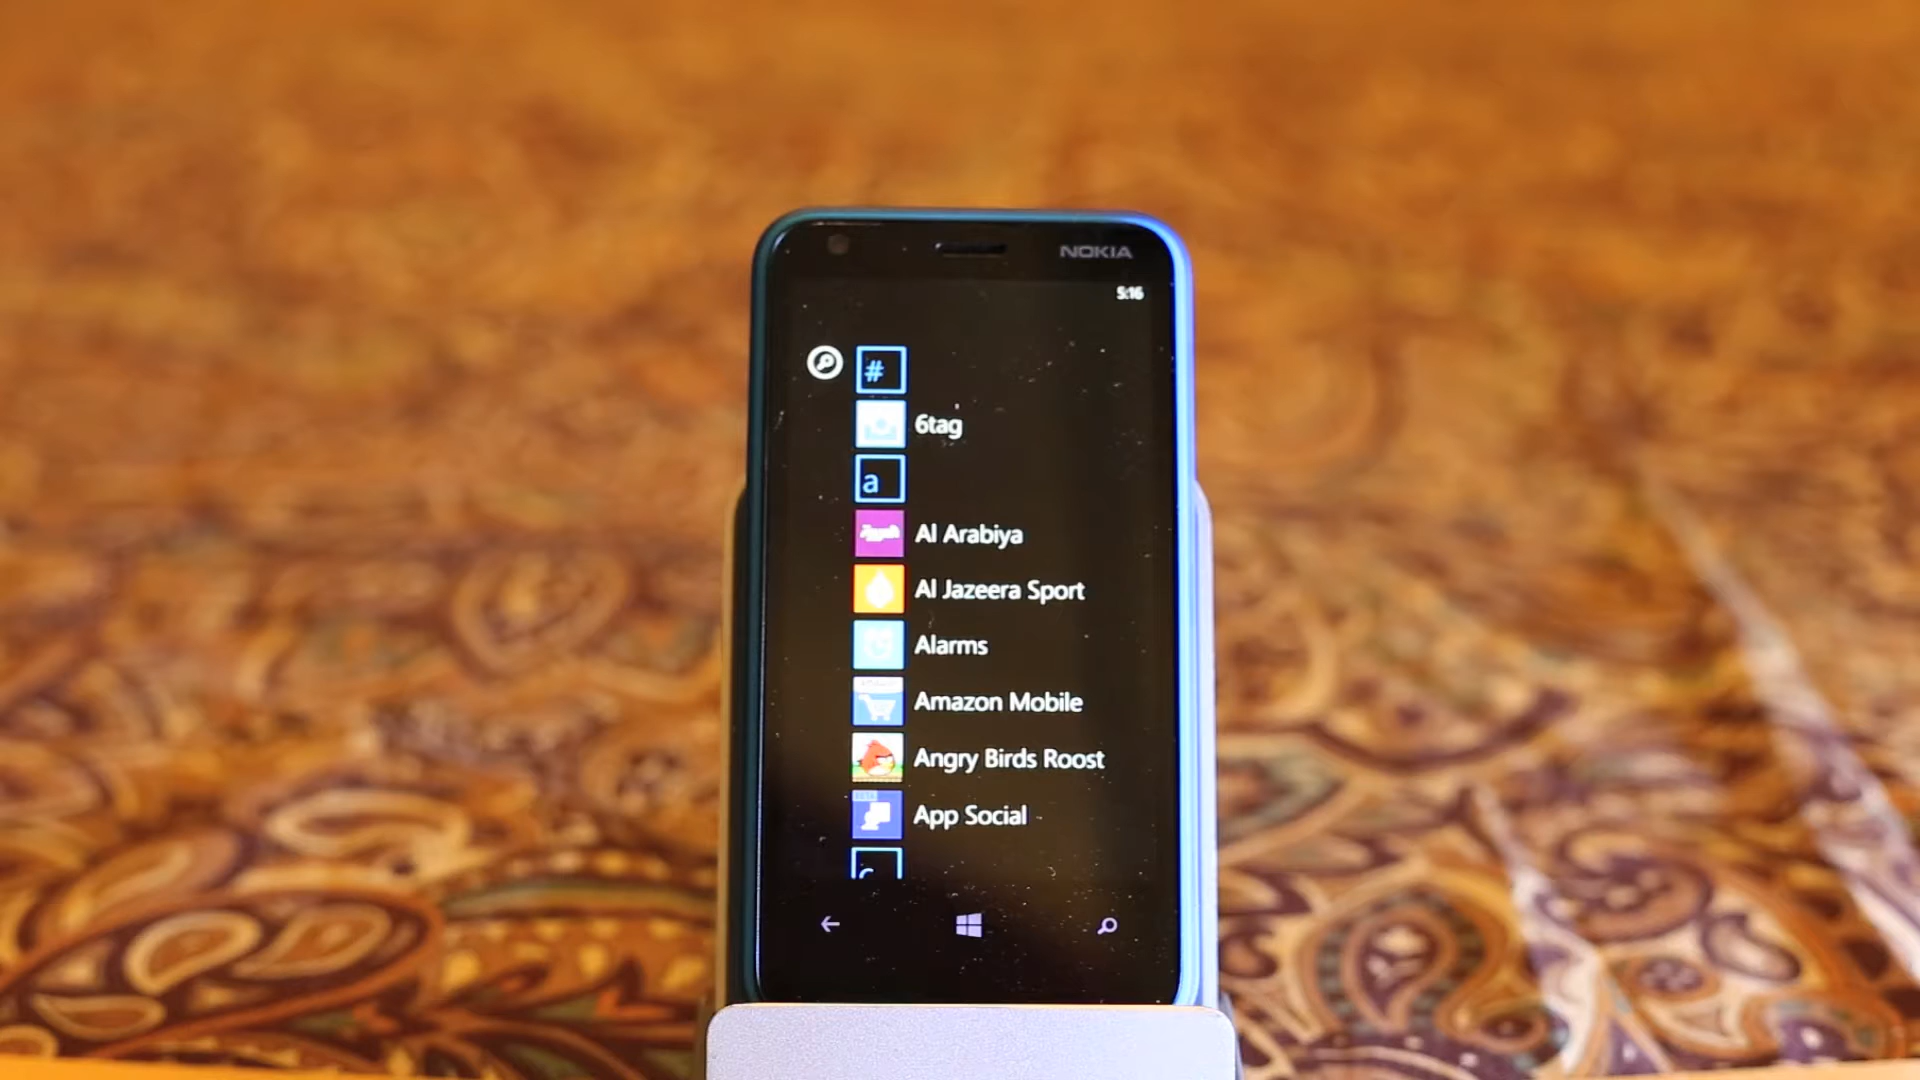 NOKIA
5:16
#
6tag
a
Al Arabiya
Al Jazeera Sport
Alarms
Amazon Mobile
Angry Birds Roost
App Social
c